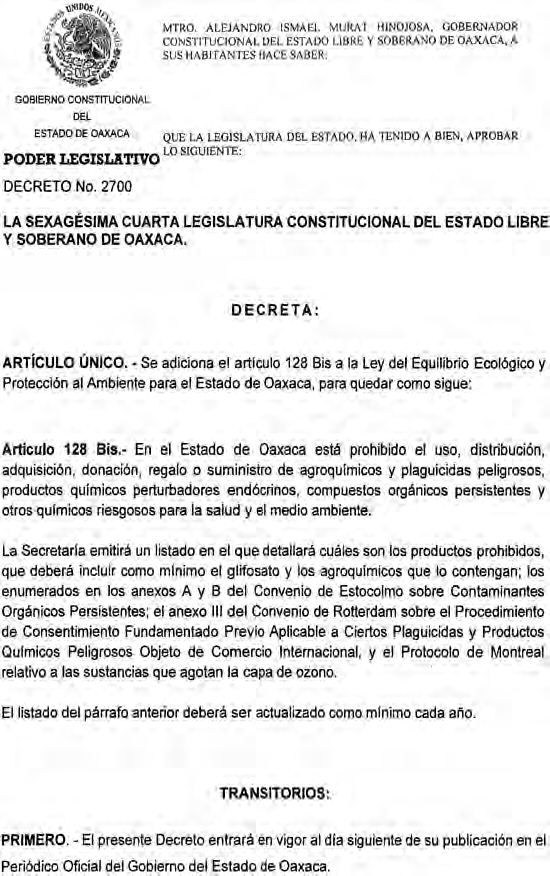 UNIDOS MEXICANOS
MTRO. ALEJANDRO ISMAEL MURAT HINOJOSA, GOBERNADOR
CONSTITUCIONAL DEL ESTADO LIBRE Y SOBERANO DE OAXACA, A
SUS HABITANTES HACE SABER:
GOBIERNO CONSTITUCIONAL
DEL
ESTADO DE OAXACA
PODER LEGISLATIVO
QUE LA LEGISLATURA DEL ESTADO, HA TENIDO A BIEN, APROBAR
LO SIGUIENTE:
DECRETO No. 2700
LA SEXAGÉSIMA CUARTA LEGISLATURA CONSTITUCIONAL DEL ESTADO LIBRE
Y SOBERANO DE OAXACA.
DECRETA:
ARTÍCULO ÚNICO. - Se adiciona el artículo 128 Bis a la Ley del Equilibrio Ecológico y
Protección al Ambiente para el Estado de Oaxaca, para quedar como sigue:
Artículo 128 Bis.- En el Estado de Oaxaca está prohibido el uso, distribución,
adquisición, donación, regalo o suministro de agroquímicos y plaguicidas peligrosos,
productos químicos perturbadores endócrinos, compuestos orgánicos persistentes y
otros químicos riesgosos para la salud y el medio ambiente.
La Secretaría emitirá un listado en el que detallará cuáles son los productos prohibidos,
que deberá incluir como mínimo el glifosato y los agroquímicos que lo contengan; los
enumerados en los anexos A y B del Convenio de Estocolmo sobre Contaminantes
Orgánicos Persistentes; el anexo III del Convenio de Rotterdam sobre el Procedimiento
de Consentimiento Fundamentado Previo Aplicable a Ciertos Plaguicidas y Productos
Químicos Peligrosos Objeto de Comercio Internacional, y el Protocolo de Montreal
relativo a las sustancias que agotan la capa de ozono.
El listado del párrafo anterior deberá ser actualizado como mínimo cada año.
TRANSITORIOS:
PRIMERO. - El presente Decreto entrará en vigor al día siguiente de su publicación en el
Periódico Oficial del Gobierno del Estado de Oaxaca.